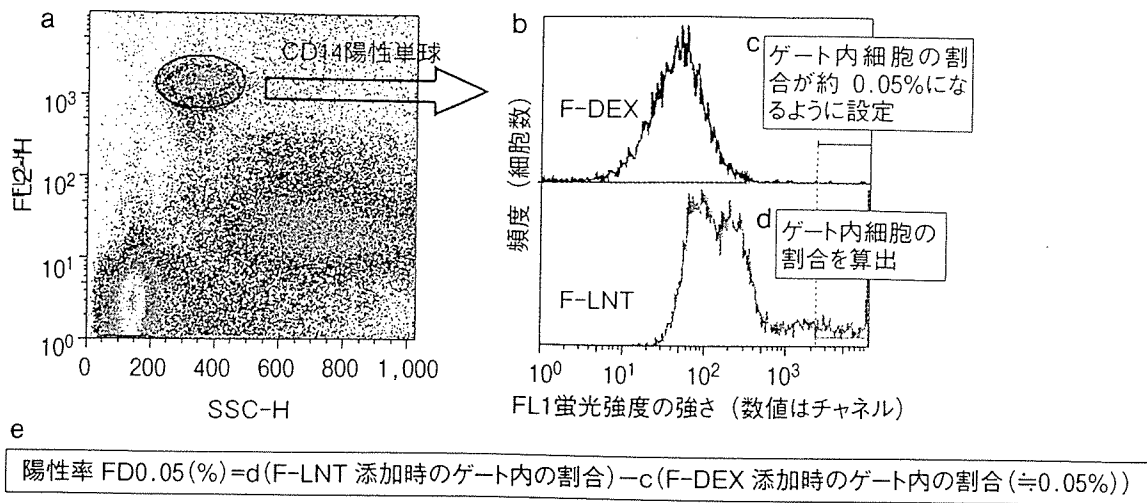 a
CD14陽性単球
FL2-H
10³
10²
10¹
10⁰
0 200 400 600 800 1,000
SSC-H
b
c
ゲート内細胞の割
合が約 0.05%にな
るように設定
F-DEX
頻度（細胞数）
d
ゲート内細胞の
割合を算出
F-LNT
10⁰ 10¹ 10² 10³
FL1蛍光強度の強さ（数値はチャネル）
e
陽性率 FD0.05(%)=d(F-LNT 添加時のゲート内の割合)−c(F-DEX 添加時のゲート内の割合(≒0.05%))